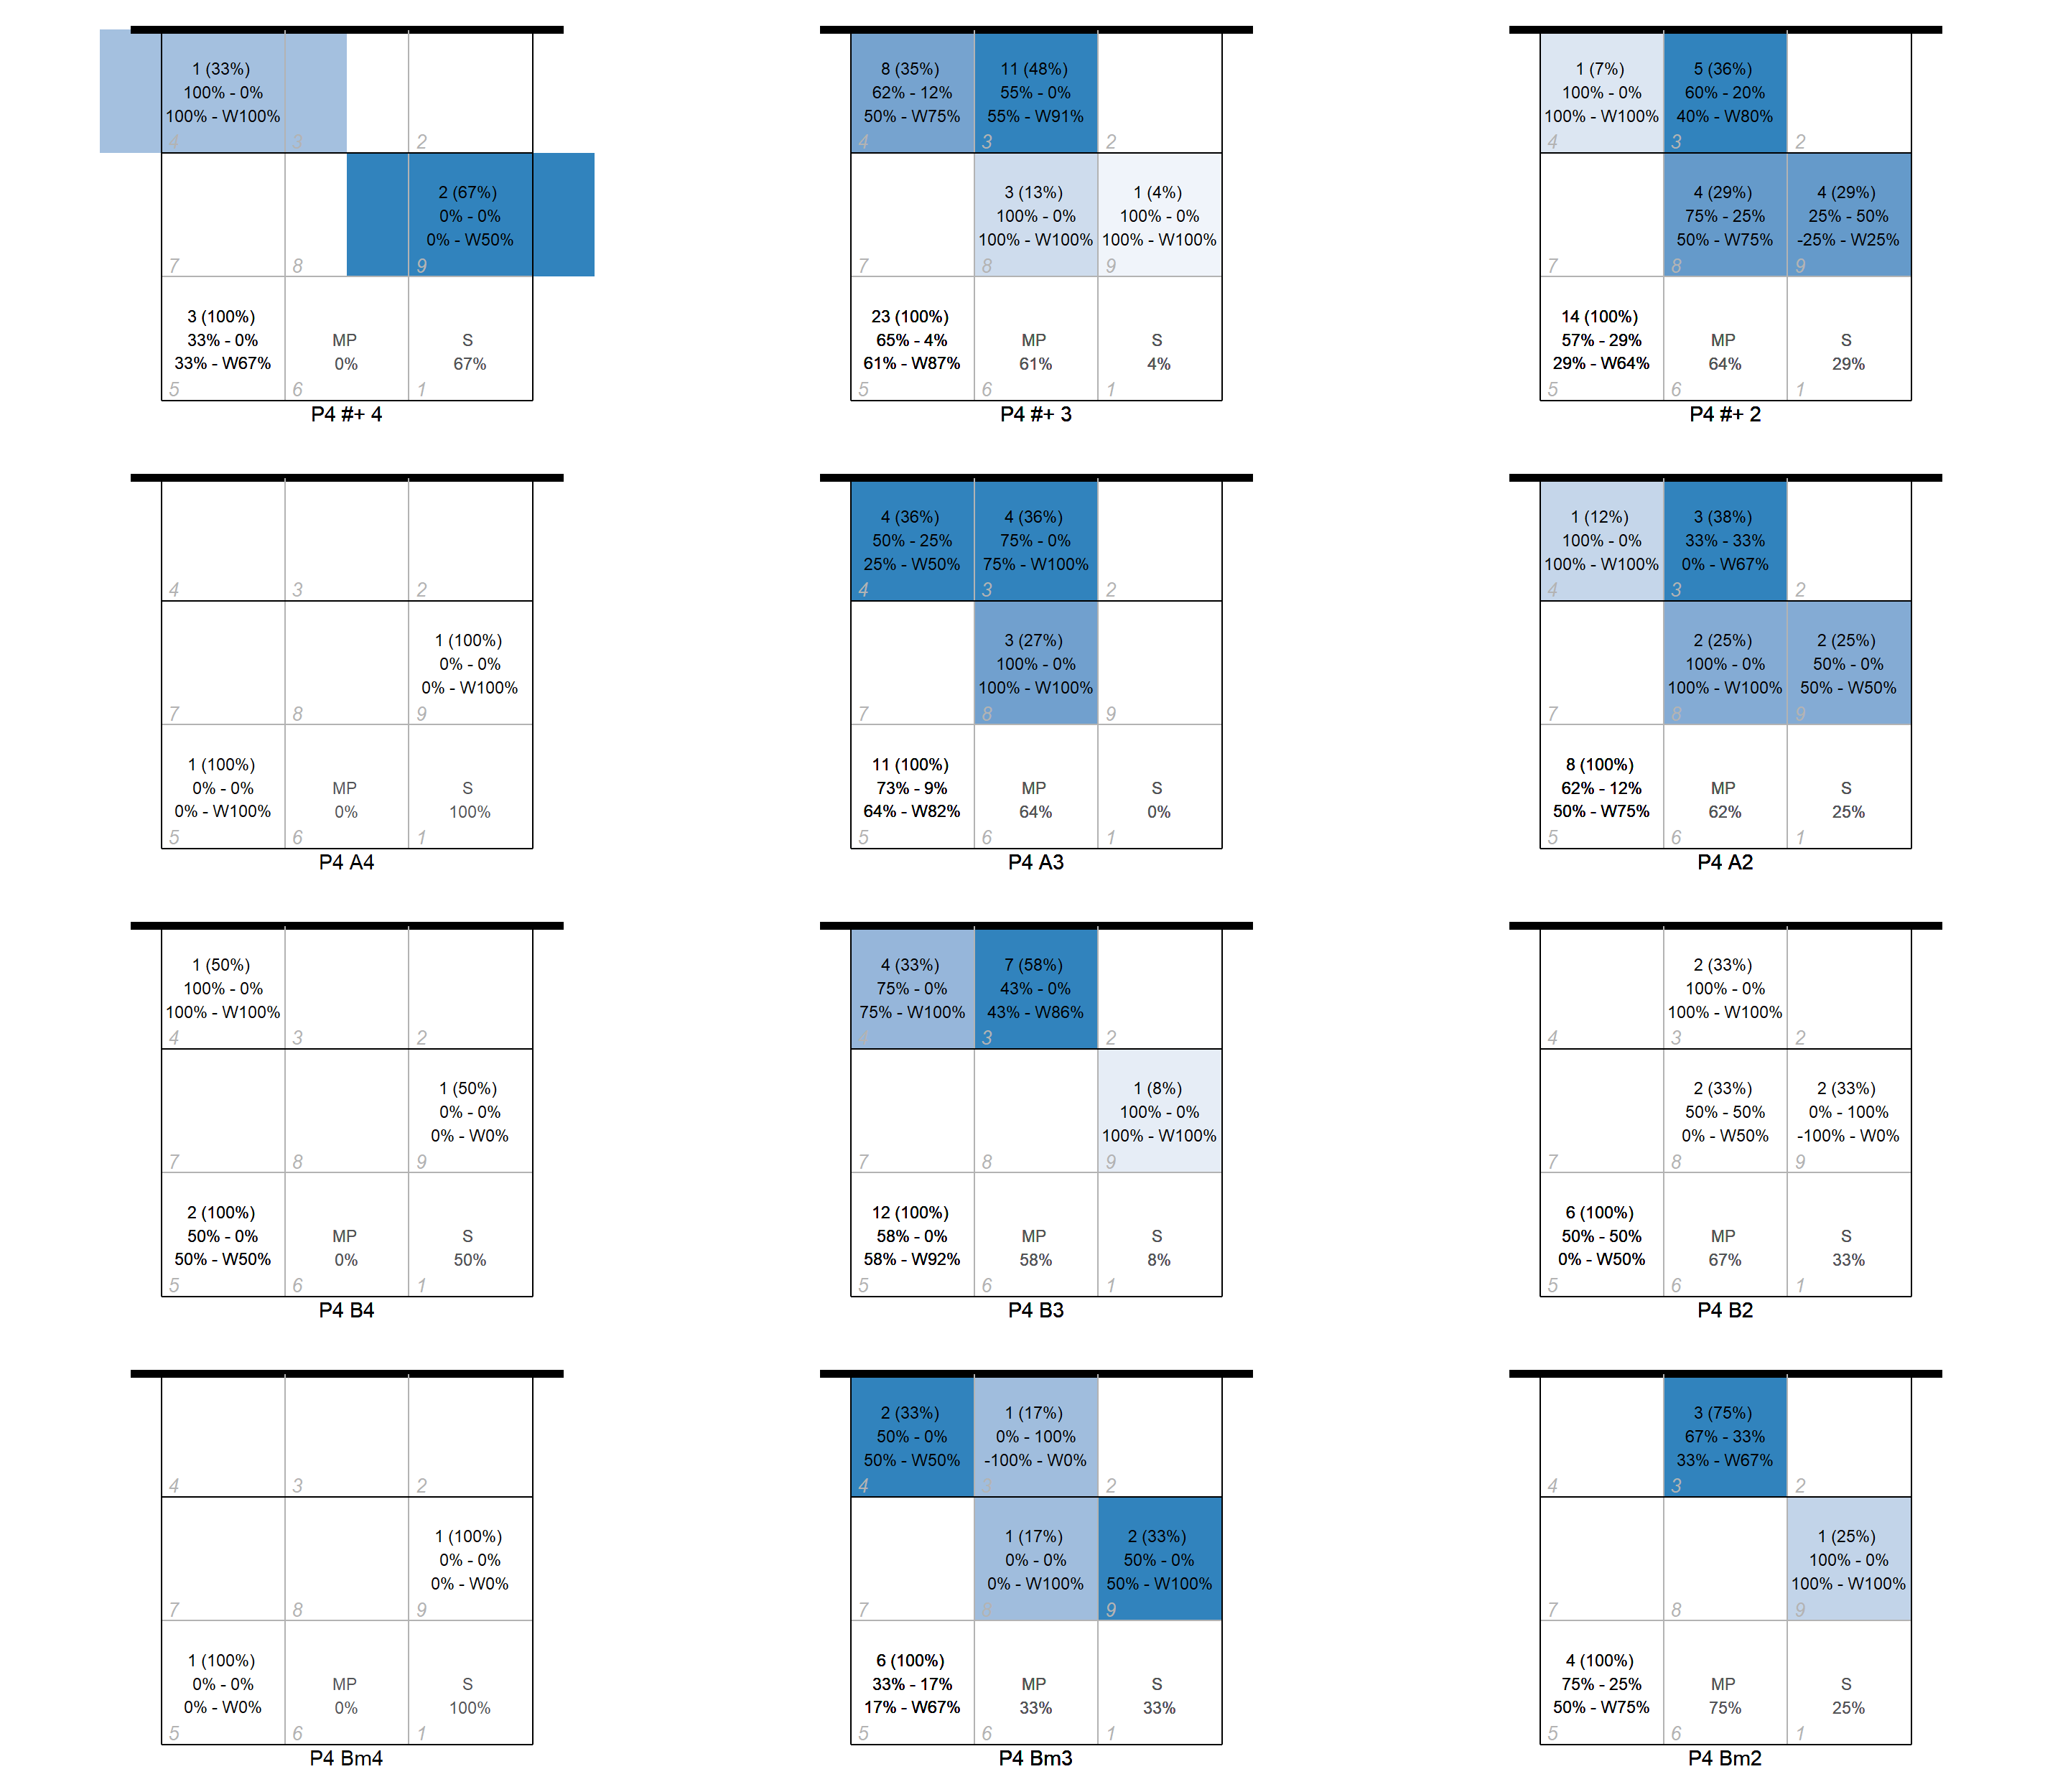 1 (33%)
100% - 0%
100% - W100%
4
3
2
2 (67%)
0% - 0%
0% - W50%
7
8
9
3 (100%)
33% - 0%
33% - W67%
MP
0%
S
67%
5
6
1
P4 #+ 4
8 (35%)
62% - 12%
50% - W75%
11 (48%)
55% - 0%
55% - W91%
4
3
2
3 (13%)
100% - 0%
100% - W100%
1 (4%)
100% - 0%
100% - W100%
7
8
9
23 (100%)
65% - 4%
61% - W87%
MP
61%
S
4%
5
6
1
P4 #+ 3
1 (7%)
100% - 0%
100% - W100%
5 (36%)
60% - 20%
40% - W80%
4
3
2
4 (29%)
75% - 25%
50% - W75%
4 (29%)
25% - 50%
-25% - W25%
7
8
9
14 (100%)
57% - 29%
29% - W64%
MP
64%
S
29%
5
6
1
P4 #+ 2
4
3
2
1 (100%)
0% - 0%
0% - W100%
7
8
9
1 (100%)
0% - 0%
0% - W100%
MP
0%
S
100%
5
6
1
P4 A4
4 (36%)
50% - 25%
25% - W50%
4 (36%)
75% - 0%
75% - W100%
4
3
2
3 (27%)
100% - 0%
100% - W100%
7
8
9
11 (100%)
73% - 9%
64% - W82%
MP
64%
S
0%
5
6
1
P4 A3
1 (12%)
100% - 0%
100% - W100%
3 (38%)
33% - 33%
0% - W67%
4
3
2
2 (25%)
100% - 0%
100% - W100%
2 (25%)
50% - 0%
50% - W50%
7
8
9
8 (100%)
62% - 12%
50% - W75%
MP
62%
S
25%
5
6
1
P4 A2
1 (50%)
100% - 0%
100% - W100%
4
3
2
1 (50%)
0% - 0%
0% - W0%
7
8
9
2 (100%)
50% - 0%
50% - W50%
MP
0%
S
50%
5
6
1
P4 B4
4 (33%)
75% - 0%
75% - W100%
7 (58%)
43% - 0%
43% - W86%
4
3
2
1 (8%)
100% - 0%
100% - W100%
7
8
9
12 (100%)
58% - 0%
58% - W92%
MP
58%
S
8%
5
6
1
P4 B3
2 (33%)
100% - 0%
100% - W100%
4
3
2
2 (33%)
50% - 50%
0% - W50%
2 (33%)
0% - 100%
-100% - W0%
7
8
9
6 (100%)
50% - 50%
0% - W50%
MP
67%
S
33%
5
6
1
P4 B2
4
3
2
1 (100%)
0% - 0%
0% - W0%
7
8
9
1 (100%)
0% - 0%
0% - W0%
MP
0%
S
100%
5
6
1
P4 Bm4
2 (33%)
50% - 0%
50% - W50%
1 (17%)
0% - 100%
-100% - W0%
4
3
2
1 (17%)
0% - 0%
0% - W100%
2 (33%)
50% - 0%
50% - W100%
7
8
9
6 (100%)
33% - 17%
17% - W67%
MP
33%
S
33%
5
6
1
P4 Bm3
3 (75%)
67% - 33%
33% - W67%
4
3
2
1 (25%)
100% - 0%
100% - W100%
7
8
9
4 (100%)
75% - 25%
50% - W75%
MP
75%
S
25%
5
6
1
P4 Bm2